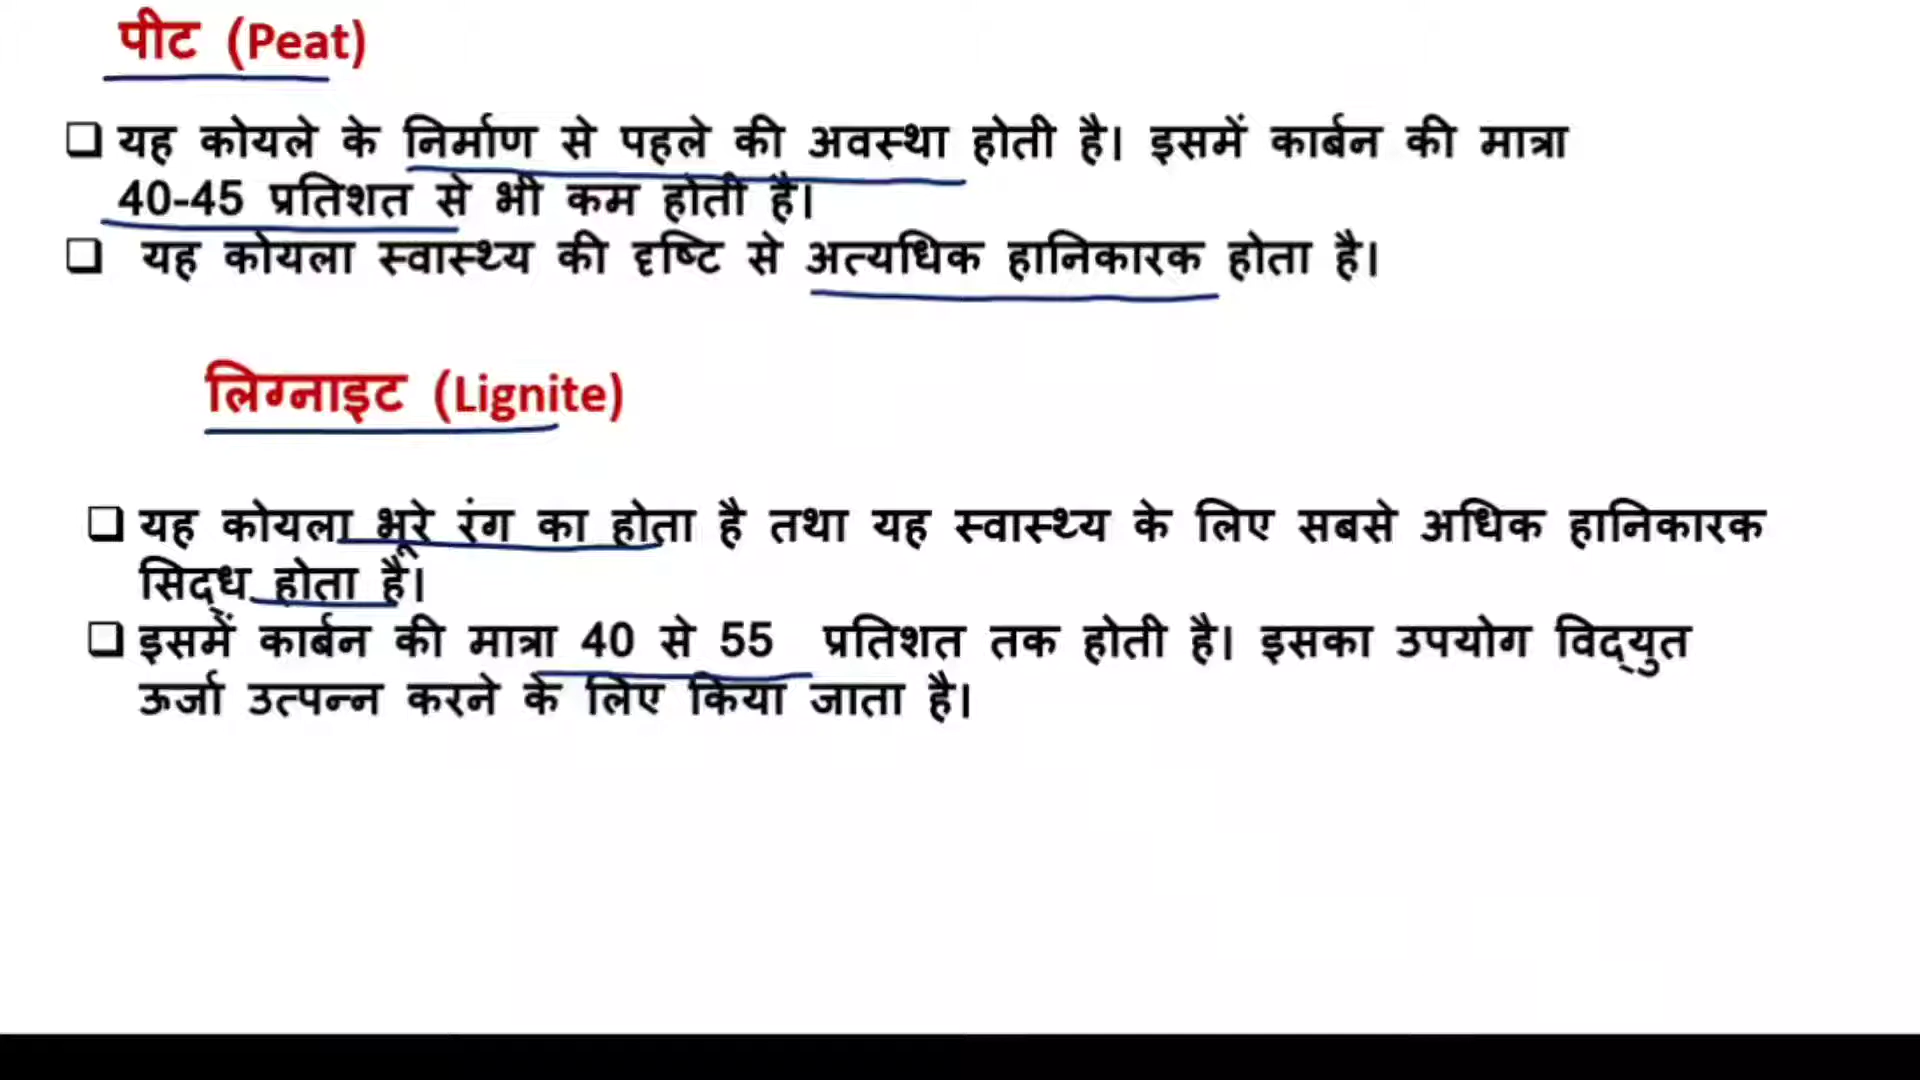 पीट (Peat)
❑ यह कोयले के निर्माण से पहले की अवस्था होती है। इसमें कार्बन की मात्रा
40-45 प्रतिशत से भी कम होती है।
❑ यह कोयला स्वास्थ्य की दृष्टि से अत्यधिक हानिकारक होता है।
लिग्नाइट (Lignite)
❑ यह कोयला भूरे रंग का होता है तथा यह स्वास्थ्य के लिए सबसे अधिक हानिकारक
सिद्ध होता है।
❑ इसमें कार्बन की मात्रा 40 से 55 प्रतिशत तक होती है। इसका उपयोग विद्युत
ऊर्जा उत्पन्न करने के लिए किया जाता है।